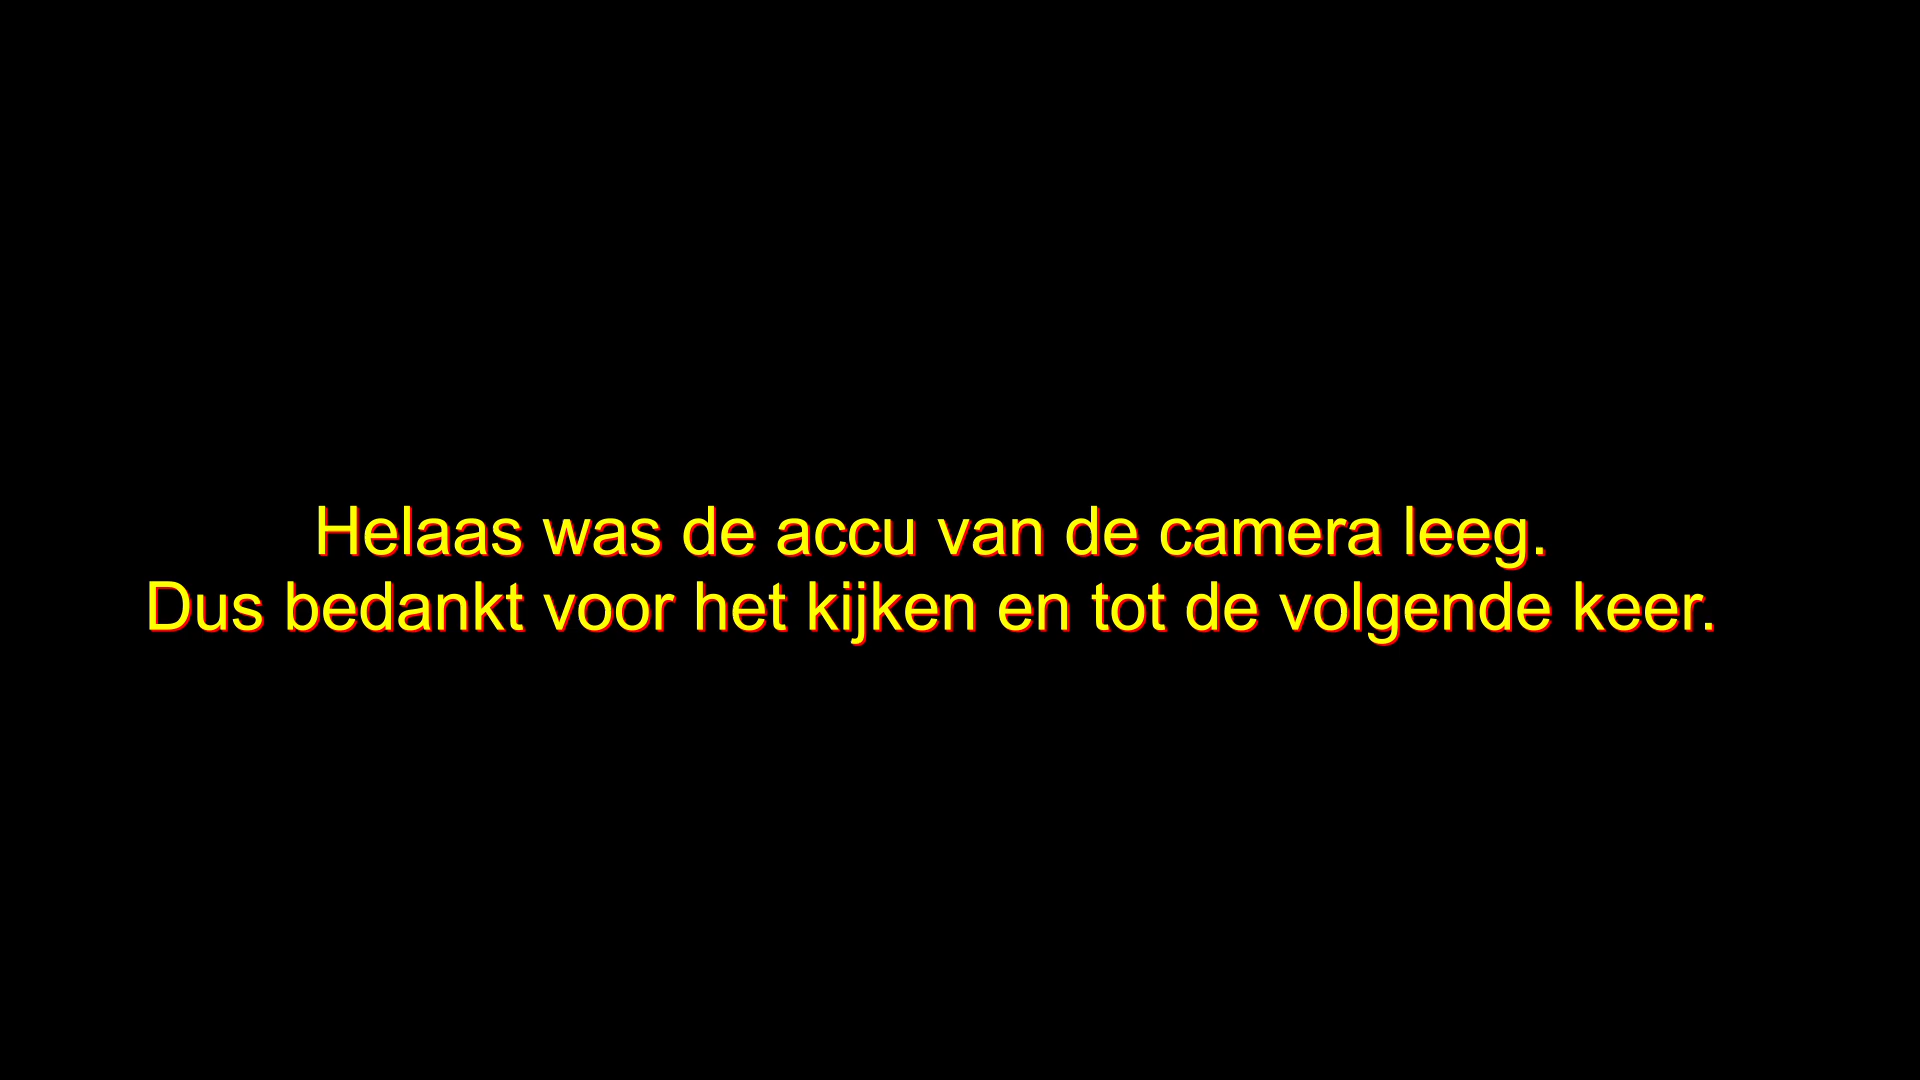 Helaas was de accu van de camera leeg.
Dus bedankt voor het kijken en tot de volgende keer.